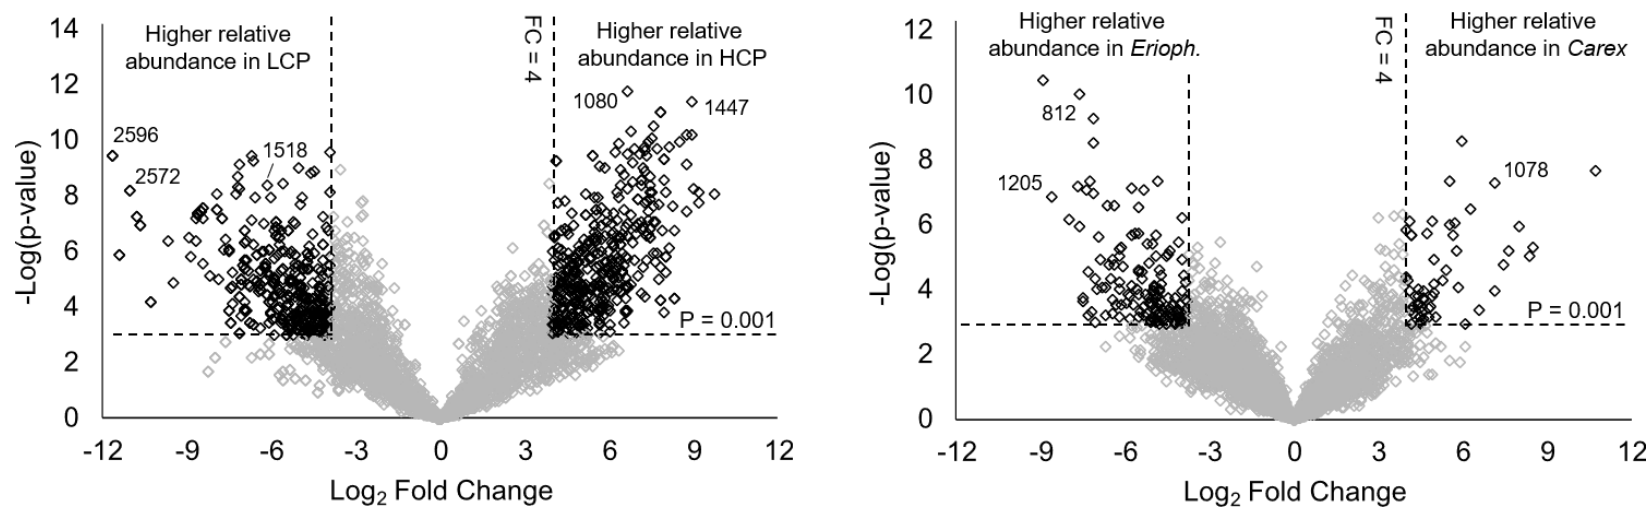 14
12
10
8
6
4
2
0
-12
-9
-6
-3
0
3
6
9
12
-Log(p-value)
Log2 Fold Change
Higher relative
abundance in LCP
FC = 4
Higher relative
abundance in HCP
1080
1447
2596
2572
1518
P = 0.001
12
10
8
6
4
2
0
-12
-9
-6
-3
0
3
6
9
12
-Log(p-value)
Log2 Fold Change
Higher relative
abundance in Erioph.
FC = 4
Higher relative
abundance in Carex
812
1205
1078
P = 0.001